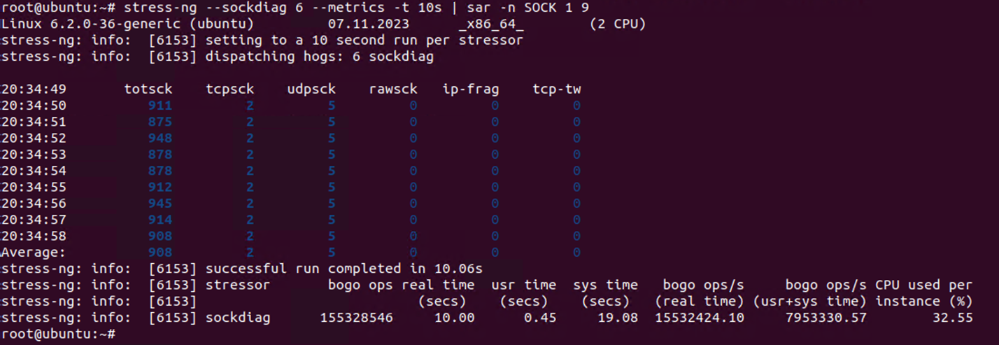 root@ubuntu:~# stress-ng --sockdiag 6 --metrics -t 10s | sar -n SOCK 1 9
Linux 6.2.0-36-generic (ubuntu) 07.11.2023 _x86_64_ (2 CPU)
stress-ng: info: [6153] setting to a 10 second run per stressor
stress-ng: info: [6153] dispatching hogs: 6 sockdiag
20:34:49 totsck tcpsck udpsck rawsck ip-frag tcp-tw
20:34:50 911 2 5 0 0 0
20:34:51 875 2 5 0 0 0
20:34:52 948 2 5 0 0 0
20:34:53 878 2 5 0 0 0
20:34:54 878 2 5 0 0 0
20:34:55 912 2 5 0 0 0
20:34:56 945 2 5 0 0 0
20:34:57 914 2 5 0 0 0
20:34:58 908 2 5 0 0 0
Average: 908 2 5 0 0 0
stress-ng: info: [6153] successful run completed in 10.06s
stress-ng: info: [6153] stressor bogo ops real time usr time sys time bogo ops/s bogo ops/s CPU used per
stress-ng: info: [6153] (secs) (secs) (secs) (real time) (usr+sys time) instance (%)
stress-ng: info: [6153] sockdiag 155328546 10.00 0.45 19.08 15532424.10 7953330.57 32.55
root@ubuntu:~#